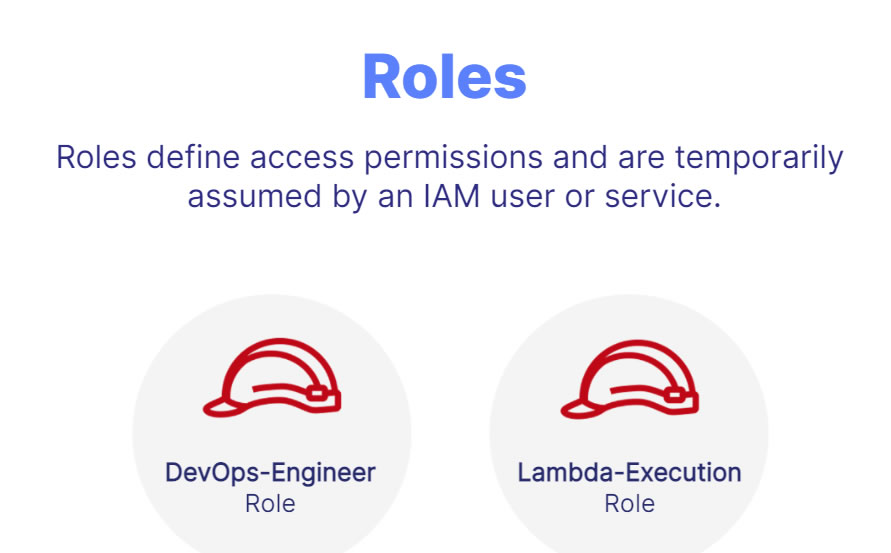 Roles
Roles define access permissions and are temporarily
assumed by an IAM user or service.
DevOps-Engineer
Role
Lambda-Execution
Role